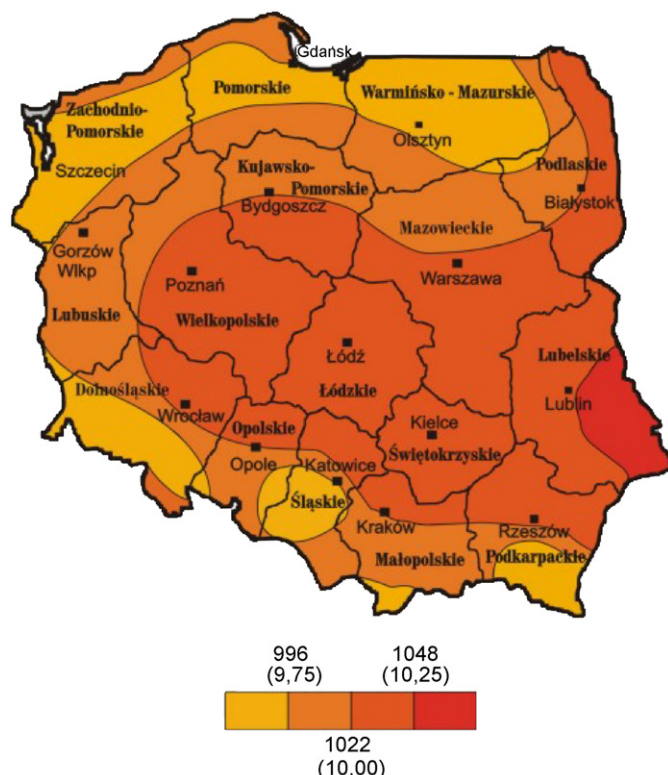 Gdańsk
Pomorskie
Warmińsko - Mazurskie
Zachodnio-
Pomorskie
Olsztyn
Szczecin
Kujawsko-
Pomorskie
Podlaskie
Bydgoszcz
Białystok
Mazowieckie
Gorzów
Wlkp
Warszawa
Poznań
Lubuskie
Wielkopolskie
Łódź
Łódzkie
Lubelskie
Lublin
Dolnośląskie
Wrocław
Kielce
Opolskie
Opole
Świętokrzyskie
Katowice
Śląskie
Kraków
Rzeszów
Małopolskie
Podkarpackie
996
(9,75)
1048
(10,25)
1022
(10,00)